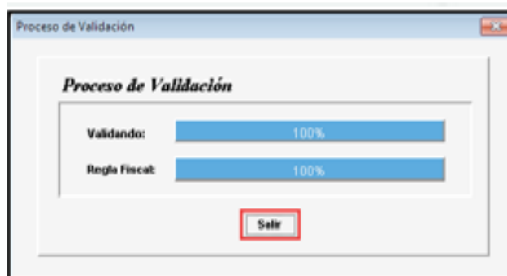 Proceso de Validación
Proceso de Validación
Validando: 100%
Regla Fiscal: 100%
Salir